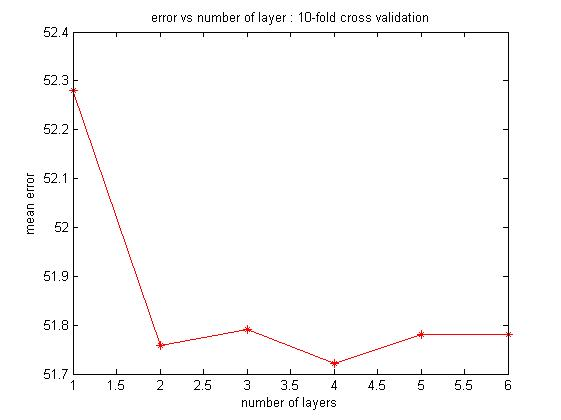 error vs number of layer : 10-fold cross validation
52.4
52.3
52.2
52.1
52
51.9
51.8
51.7
mean error
1 1.5 2 2.5 3 3.5 4 4.5 5 5.5 6
number of layers